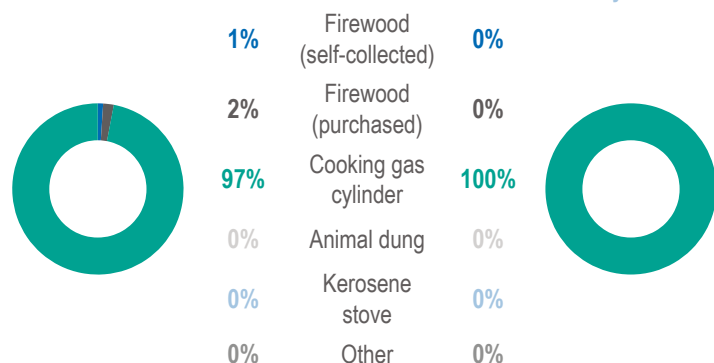 1% Firewood (self-collected) 0%
2% Firewood (purchased) 0%
97% Cooking gas cylinder 100%
0% Animal dung 0%
0% Kerosene stove 0%
0% Other 0%